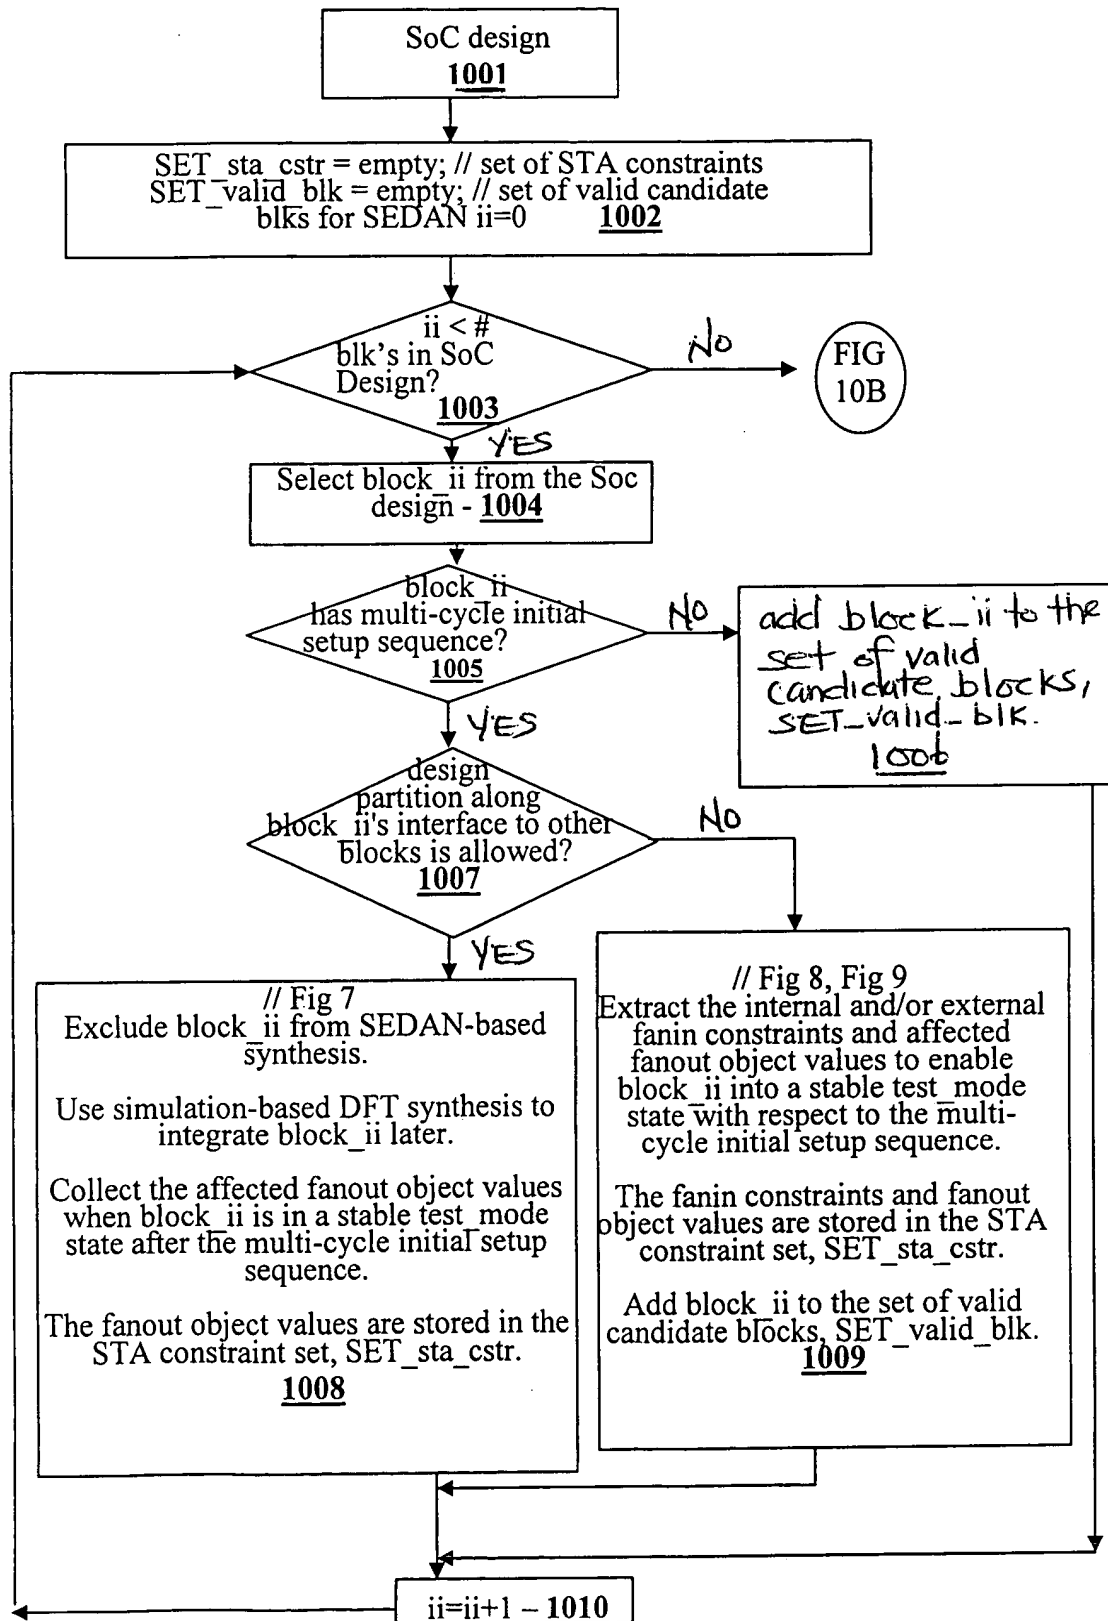 SoC design
1001
SET_sta_cstr = empty; // set of STA constraints
SET_valid_blk = empty; // set of valid candidate
blks for SEDAN ii=0 1002
ii < #
blk's in SoC
Design?
1003
NO
FIG
10B
YES
Select block_ii from the Soc
design - 1004
block_ii
has multi-cycle initial
setup sequence?
1005
NO
add block_ii to the
set of valid
candidate blocks,
SET_valid_blk.
1006
YES
design
partition along
block_ii's interface to other
blocks is allowed?
1007
NO
YES
// Fig 7
Exclude block_ii from SEDAN-based
synthesis.
Use simulation-based DFT synthesis to
integrate block_ii later.
Collect the affected fanout object values
when block_ii is in a stable test_mode
state after the multi-cycle initial setup
sequence.
The fanout object values are stored in the
STA constraint set, SET_sta_cstr.
1008
// Fig 8, Fig 9
Extract the internal and/or external
fanin constraints and affected
fanout object values to enable
block_ii into a stable test_mode
state with respect to the multi-
cycle initial setup sequence.
The fanin constraints and fanout
object values are stored in the STA
constraint set, SET_sta_cstr.
Add block_ii to the set of valid
candidate blocks, SET_valid_blk.
1009
ii=ii+1 – 1010